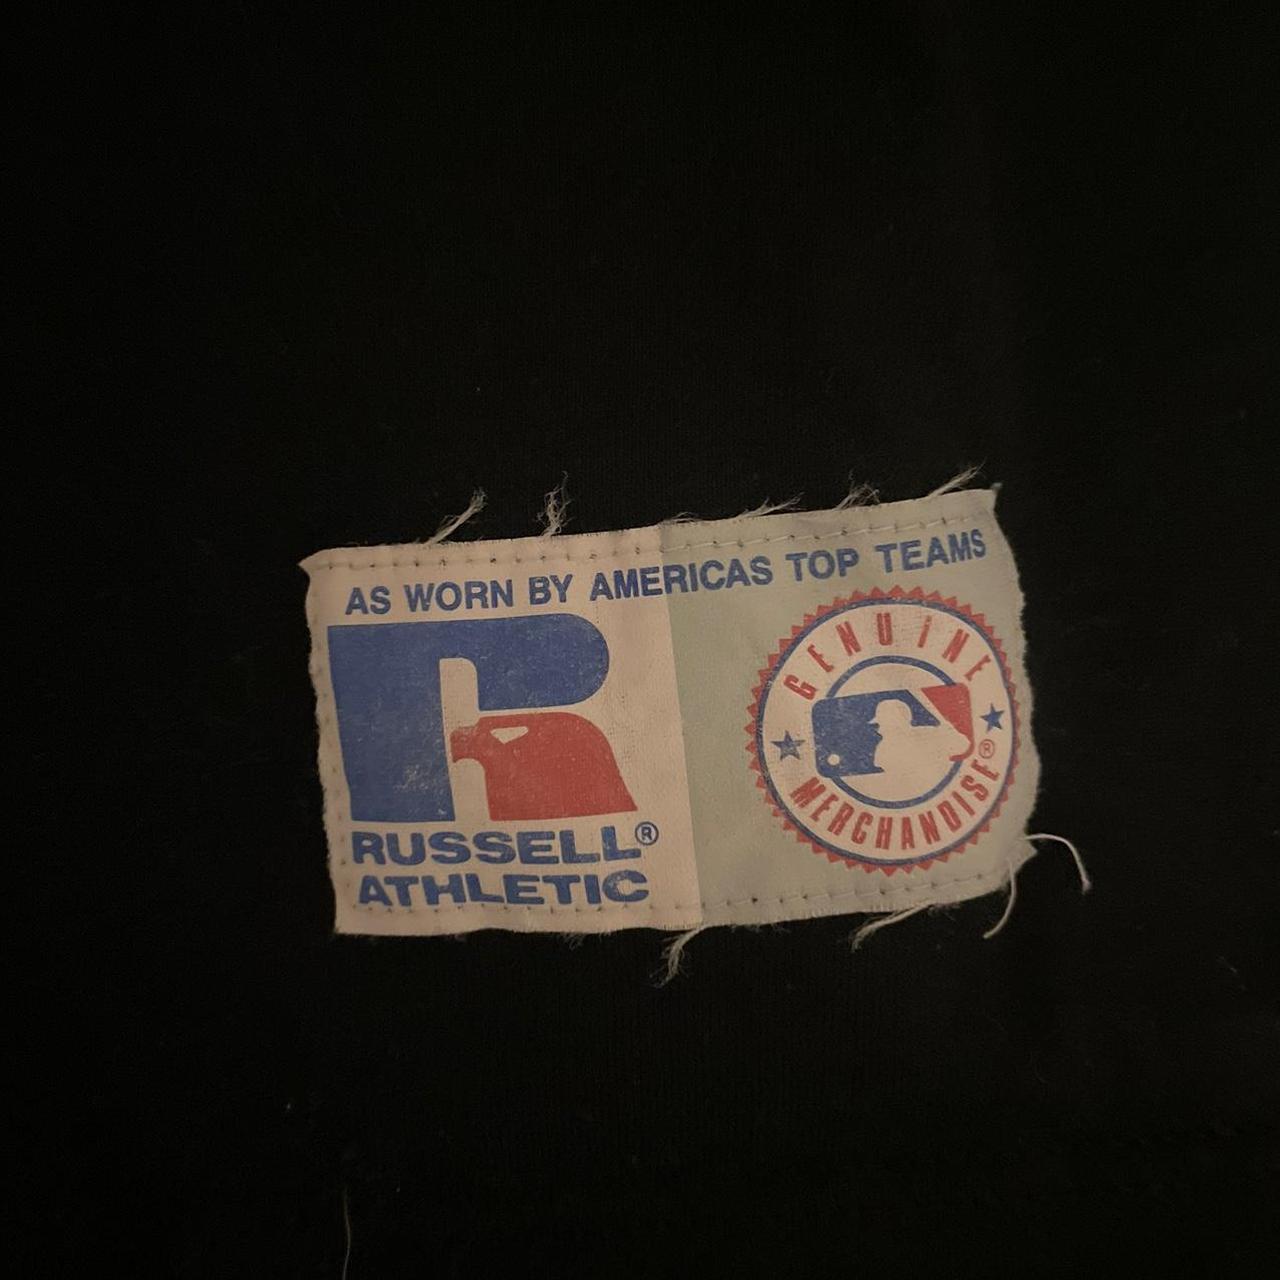 AS WORN BY AMERICAS TOP TEAMS
RUSSELL®
ATHLETIC
GENUiNE
MERCHANDISE®